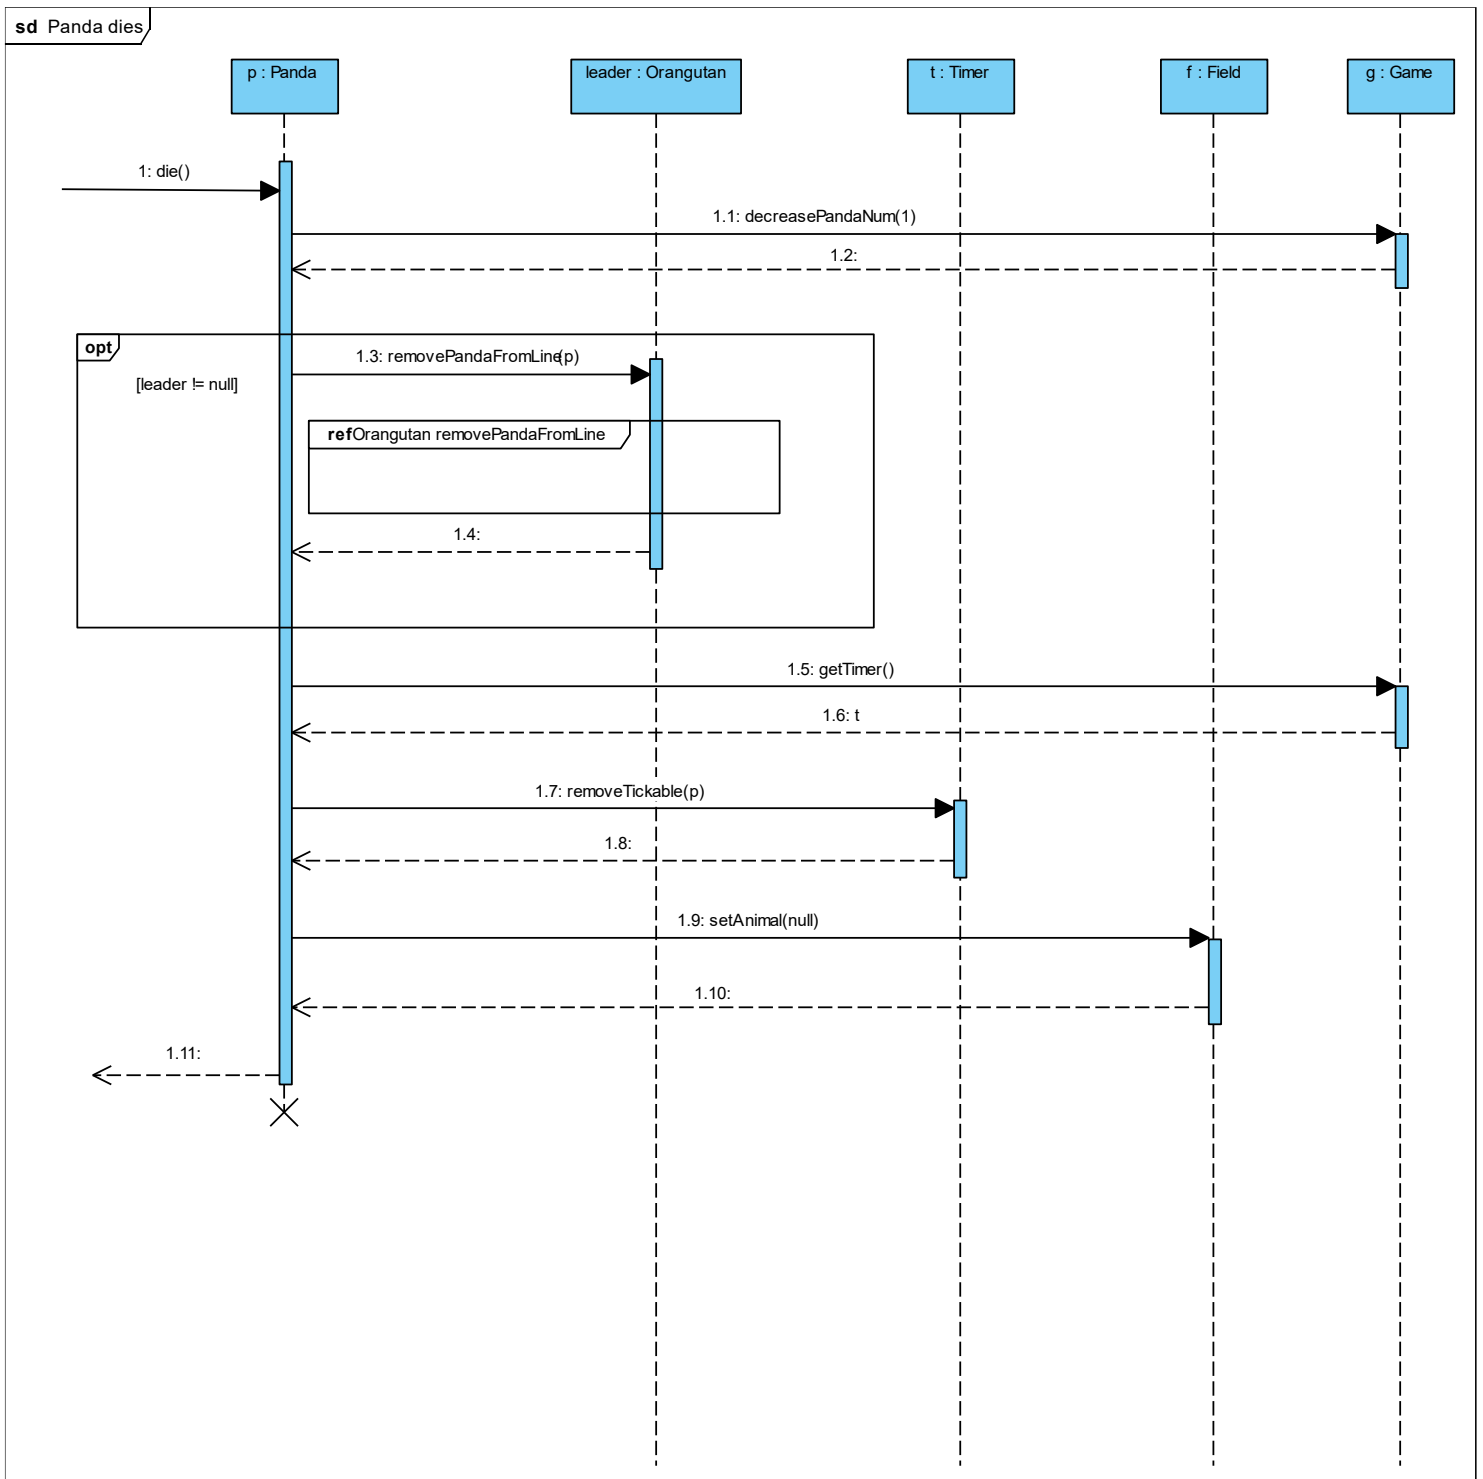 sd Panda dies
p : Panda
leader : Orangutan
t : Timer
f : Field
g : Game
1: die()
1.1: decreasePandaNum(1)
1.2:
opt
1.3: removePandaFromLine(p)
[leader != null]
ref Orangutan removePandaFromLine
1.4:
1.5: getTimer()
1.6: t
1.7: removeTickable(p)
1.8:
1.9: setAnimal(null)
1.10:
1.11: